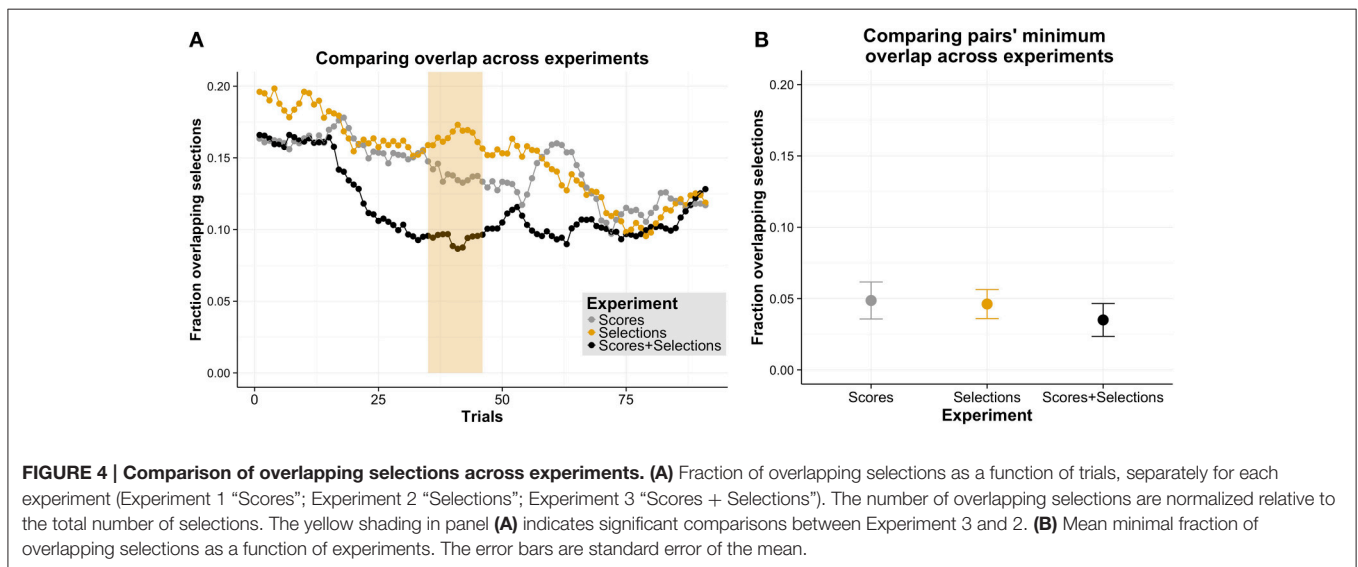 A
Comparing overlap across experiments
Fraction overlapping selections
0.20
0.15
0.10
0.05
0.00
0
25
50
75
Trials
Experiment
Scores
Selections
Scores+Selections
B
Comparing pairs' minimum
overlap across experiments
Fraction overlapping selections
0.20
0.15
0.10
0.05
0.00
Scores
Selections
Scores+Selections
Experiment
FIGURE 4 | Comparison of overlapping selections across experiments. (A) Fraction of overlapping selections as a function of trials, separately for each
experiment (Experiment 1 “Scores”; Experiment 2 “Selections”; Experiment 3 “Scores + Selections”). The number of overlapping selections are normalized relative to
the total number of selections. The yellow shading in panel (A) indicates significant comparisons between Experiment 3 and 2. (B) Mean minimal fraction of
overlapping selections as a function of experiments. The error bars are standard error of the mean.